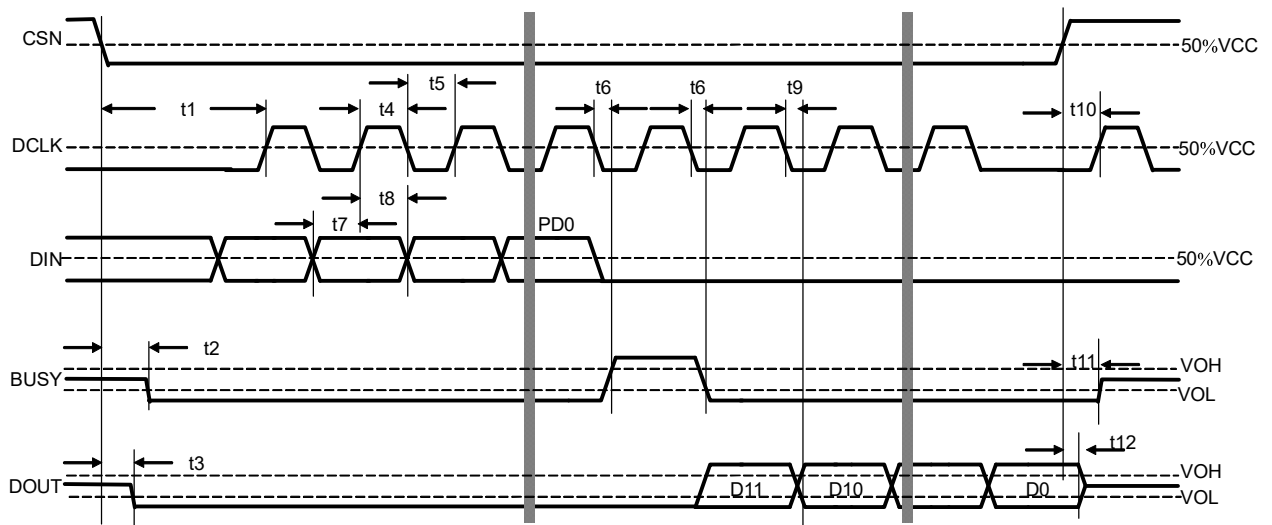 CSN
50%VCC
t5
t6
t6
t9
t1
t4
t10
DCLK
50%VCC
t8
t7
PD0
DIN
50%VCC
t2
t11
BUSY
VOH
VOL
t3
t12
DOUT
D11
D10
D0
VOH
VOL